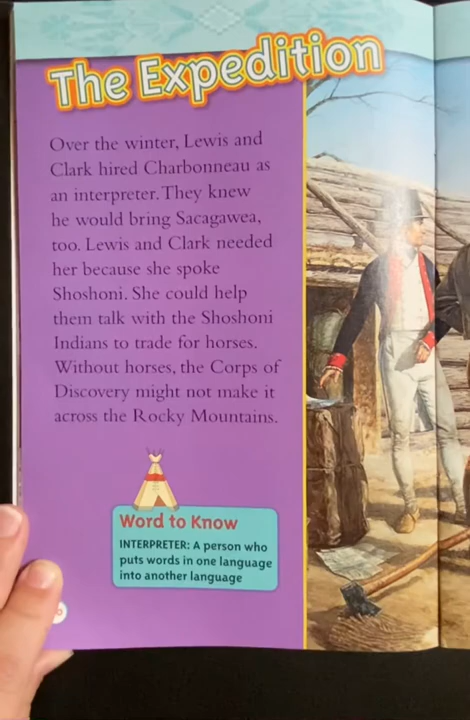 The Expedition
Over the winter, Lewis and
Clark hired Charbonneau as
an interpreter. They knew
he would bring Sacagawea,
too. Lewis and Clark needed
her because she spoke
Shoshoni. She could help
them talk with the Shoshoni
Indians to trade for horses.
Without horses, the Corps of
Discovery might not make it
across the Rocky Mountains.
Word to Know
INTERPRETER: A person who
puts words in one language
into another language